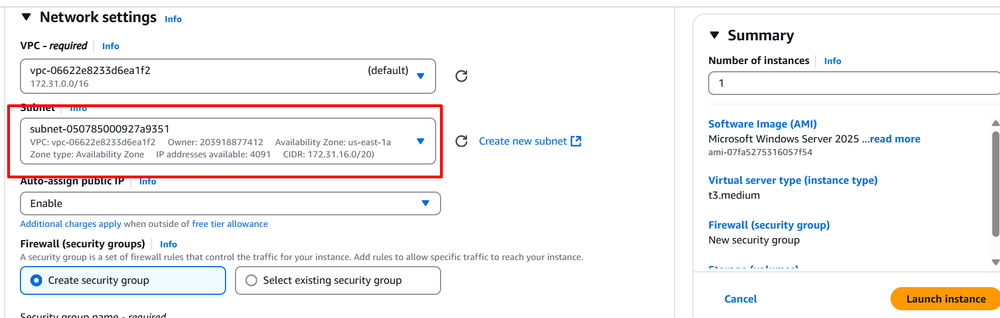 Network settings Info
VPC - required Info
vpc-06622e8233d6ea1f2 (default)
172.31.0.0/16
Subnet Info
subnet-050785000927a9351
VPC: vpc-06622e8233d6ea1f2 Owner: 203918877412 Availability Zone: us-east-1a
Zone type: Availability Zone IP addresses available: 4091 CIDR: 172.31.16.0/20)
Create new subnet
Auto-assign public IP Info
Enable
Additional charges apply when outside of free tier allowance
Firewall (security groups) Info
A security group is a set of firewall rules that control the traffic for your instance. Add rules to allow specific traffic to reach your instance.
Create security group
Select existing security group
Security group name - required
Summary
Number of instances Info
1
Software Image (AMI)
Microsoft Windows Server 2025 ...read more
ami-07fa5275316057f54
Virtual server type (instance type)
t3.medium
Firewall (security group)
New security group
Storage (volumes)
Cancel
Launch instance